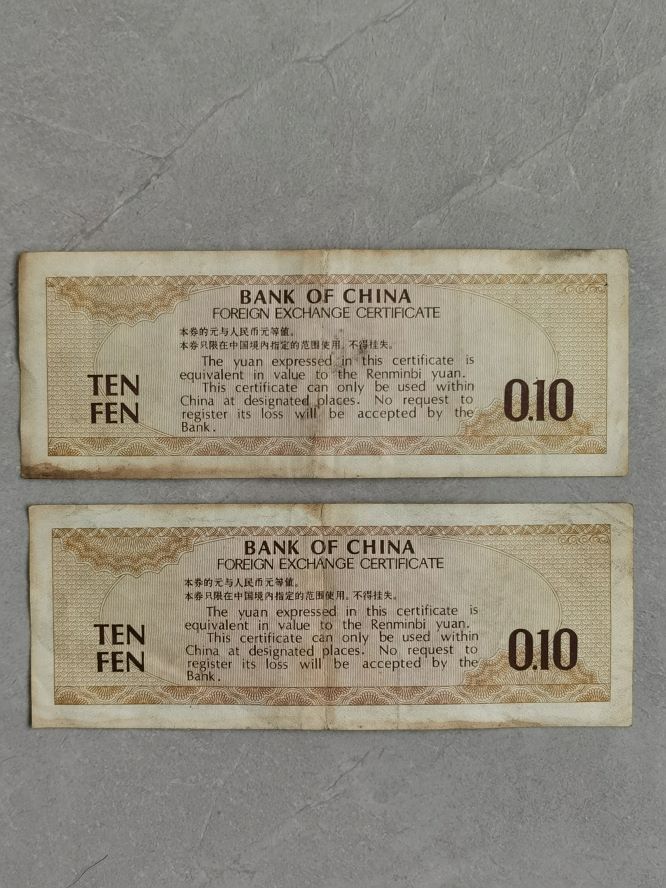 BANK OF CHINA
FOREIGN EXCHANGE CERTIFICATE
本券的元与人民币元等值。
本券只限在中国境内指定的范围使用，不得挂失。
The yuan expressed in this certificate is
equivalent in value to the Renminbi yuan.
This certificate can only be used within
China at designated places. No request to
register its loss will be accepted by the
Bank.
TEN
FEN
0.10
BANK OF CHINA
FOREIGN EXCHANGE CERTIFICATE
本券的元与人民币元等值。
本券只限在中国境内指定的范围使用，不得挂失。
The yuan expressed in this certificate is
equivalent in value to the Renminbi yuan.
This certificate can only be used within
China at designated places. No request to
register its loss will be accepted by the
Bank.
TEN
FEN
0.10